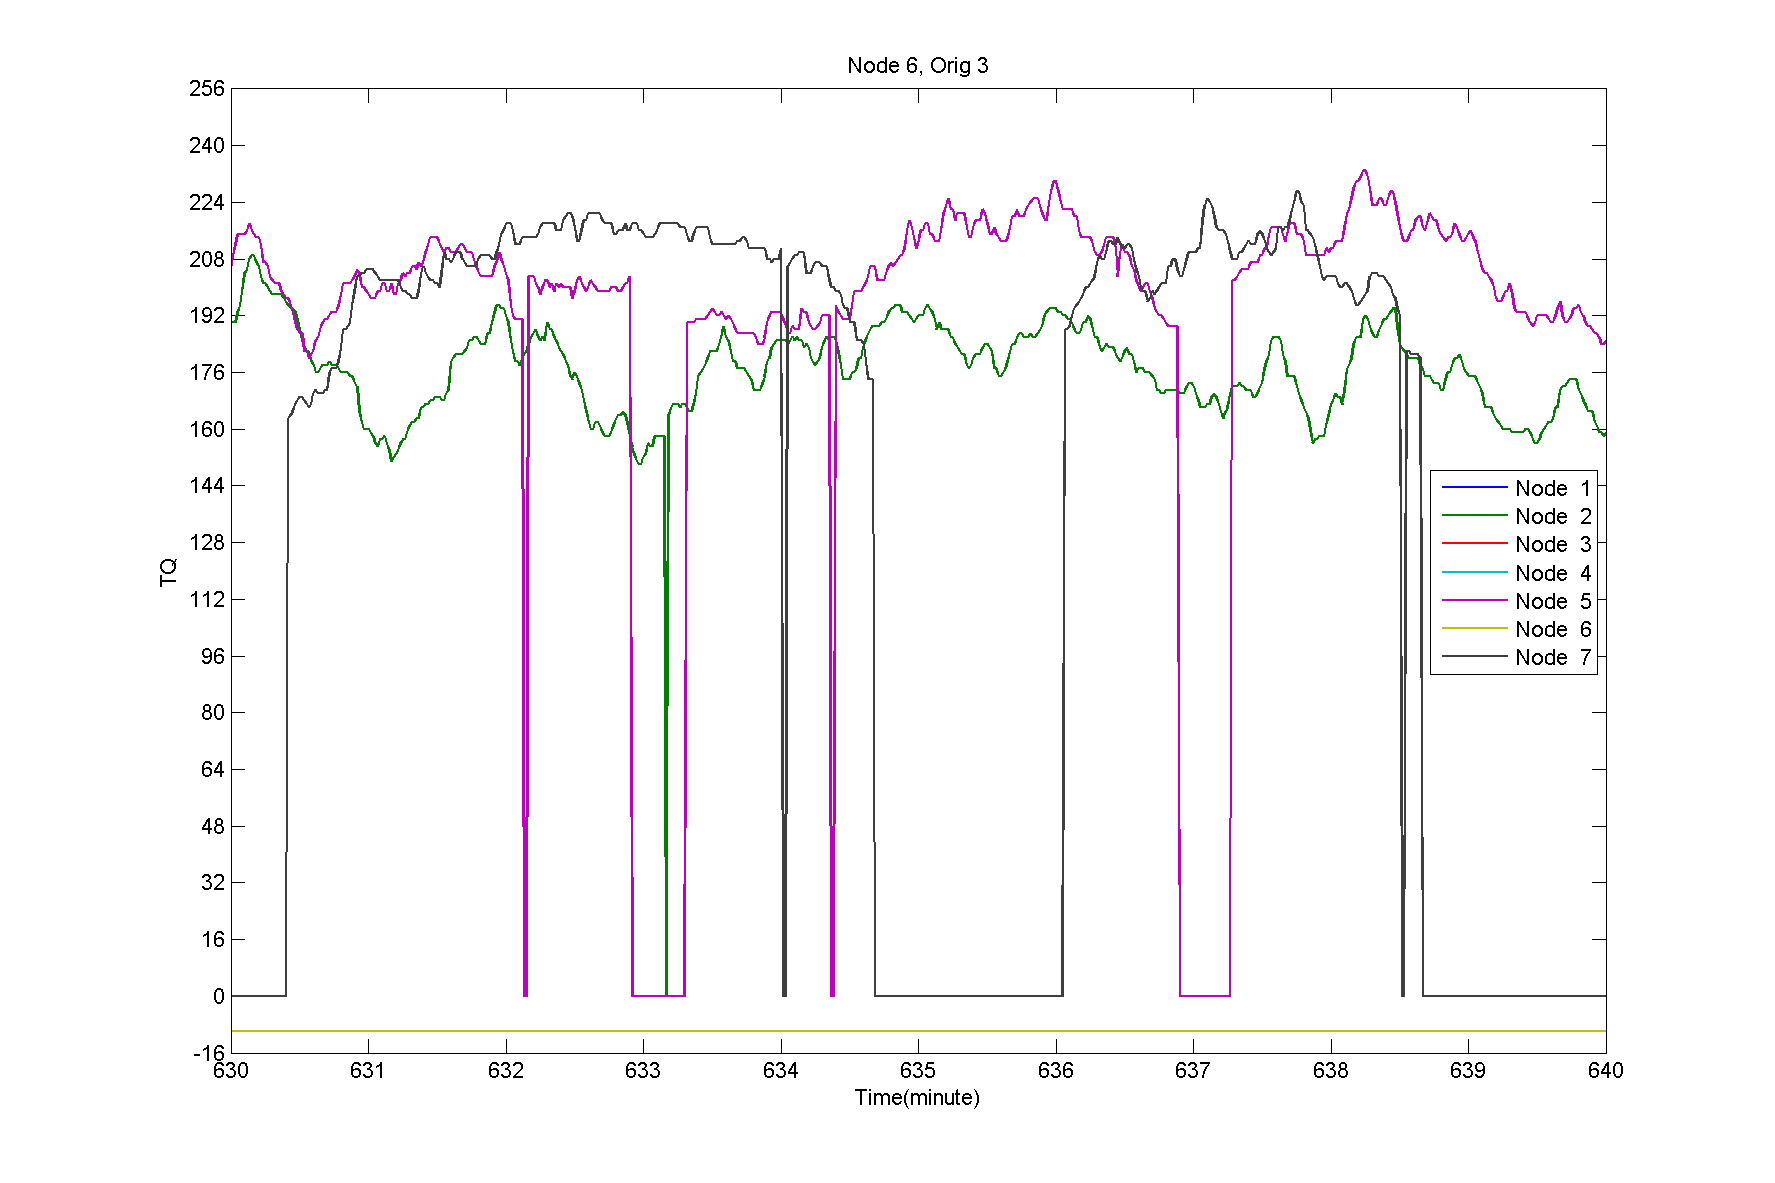 Node 6, Orig 3
256
240
224
208
192
176
160
144
128
112
96
80
64
48
32
16
0
-16
TQ
Node 1
Node 2
Node 3
Node 4
Node 5
Node 6
Node 7
630 631 632 633 634 635 636 637 638 639 640
Time(minute)